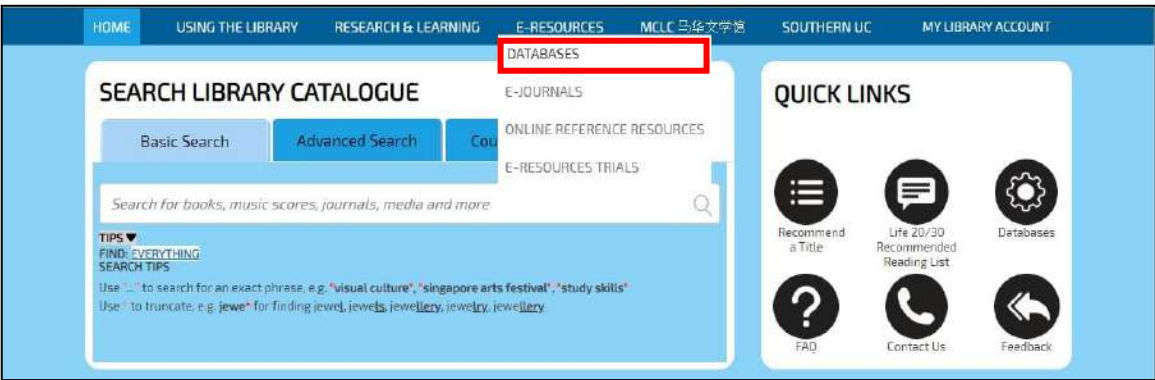 HOME USING THE LIBRARY RESEARCH & LEARNING E-RESOURCES MCLC 马华文学馆 SOUTHERN UC MY LIBRARY ACCOUNT
DATABASES
E-JOURNALS
ONLINE REFERENCE RESOURCES
E-RESOURCES TRIALS
SEARCH LIBRARY CATALOGUE
Basic Search Advanced Search Cou
Search for books, music scores, journals, media and more
TIPS ▼
FIND: EVERYTHING
SEARCH TIPS
Use "..." to search for an exact phrase, e.g. "visual culture", "singapore arts festival", "study skills"
Use * to truncate, e.g. jewe* for finding jewel, jewels, jewellery, jewelry, jewellery
QUICK LINKS
Recommend
a Title
Life 20/30
Recommended
Reading List
Databases
FAQ
Contact Us
Feedback